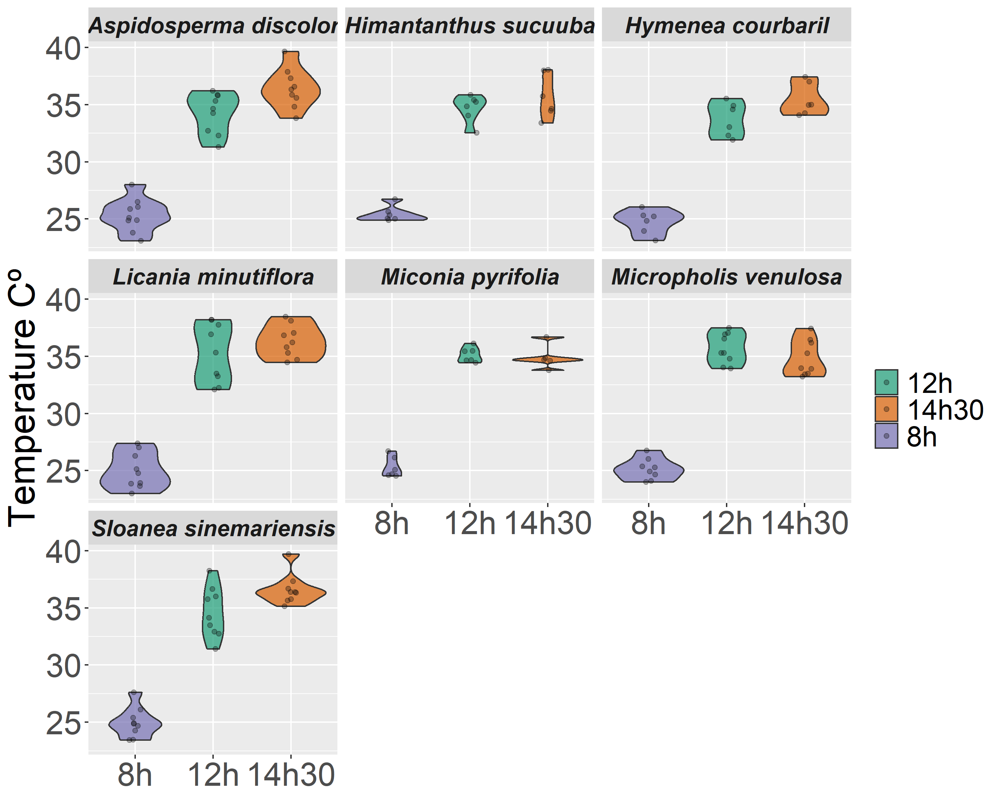 Aspidosperma discolor
Himantanthus sucuuba
Hymenea courbaril
40
35
30
25
Licania minutiflora
Miconia pyrifolia
Micropholis venulosa
40
35
30
25
8h 12h 14h30
8h 12h 14h30
Sloanea sinemariensis
40
35
30
25
8h 12h 14h30
Temperature Cº
12h
14h30
8h